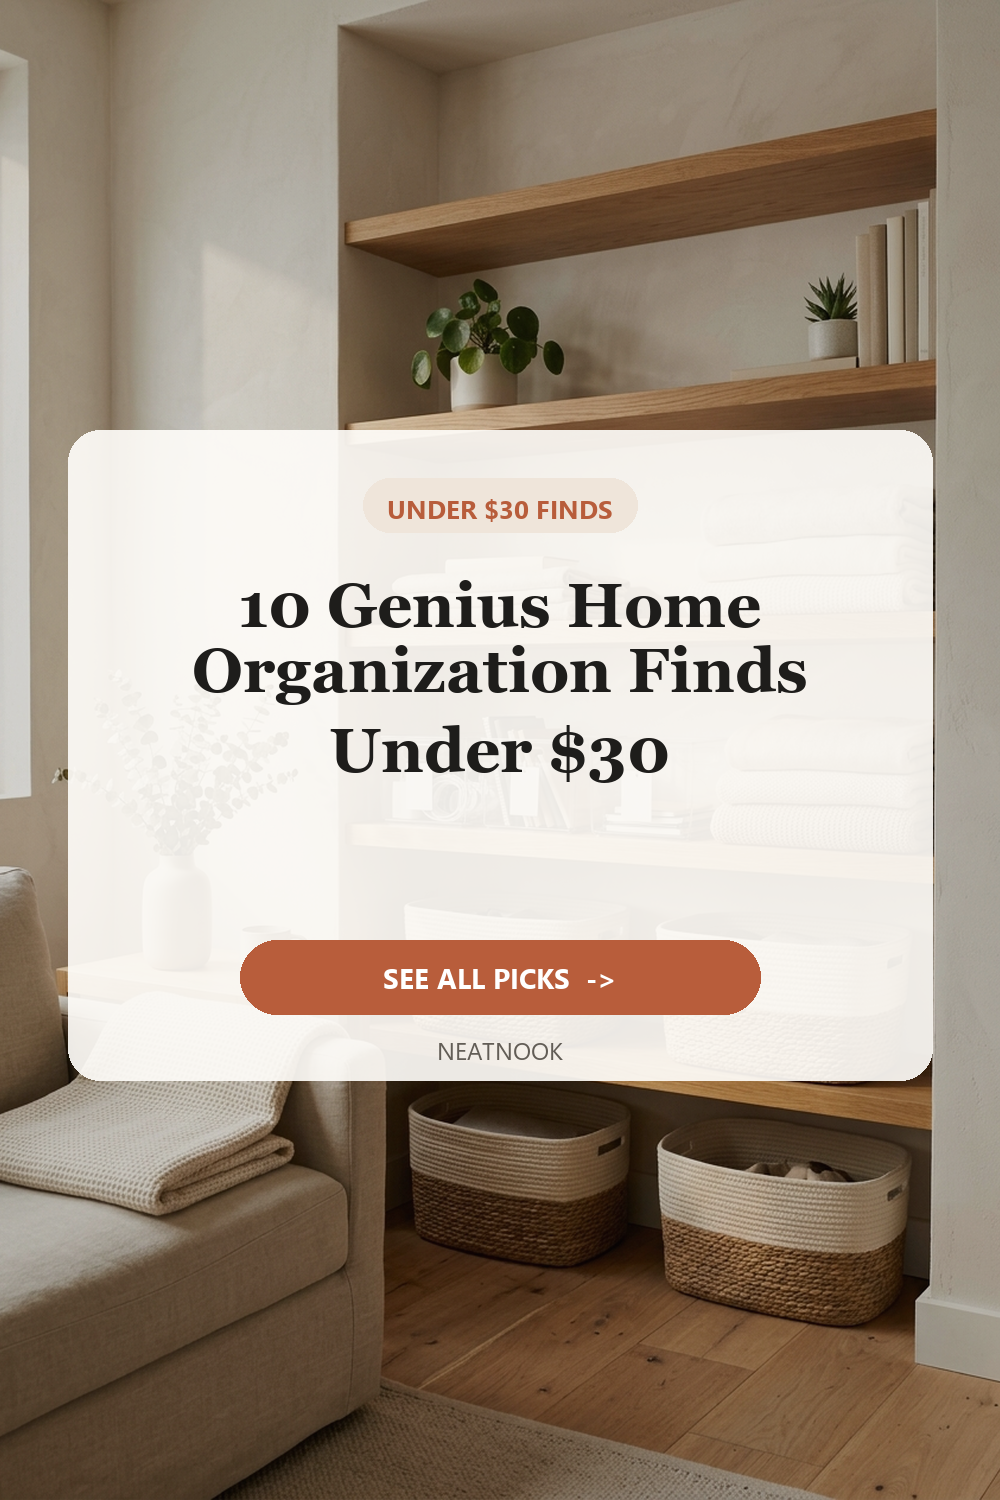 UNDER $30 FINDS
10 Genius Home
Organization Finds
Under $30
SEE ALL PICKS ->
NEATNOOK